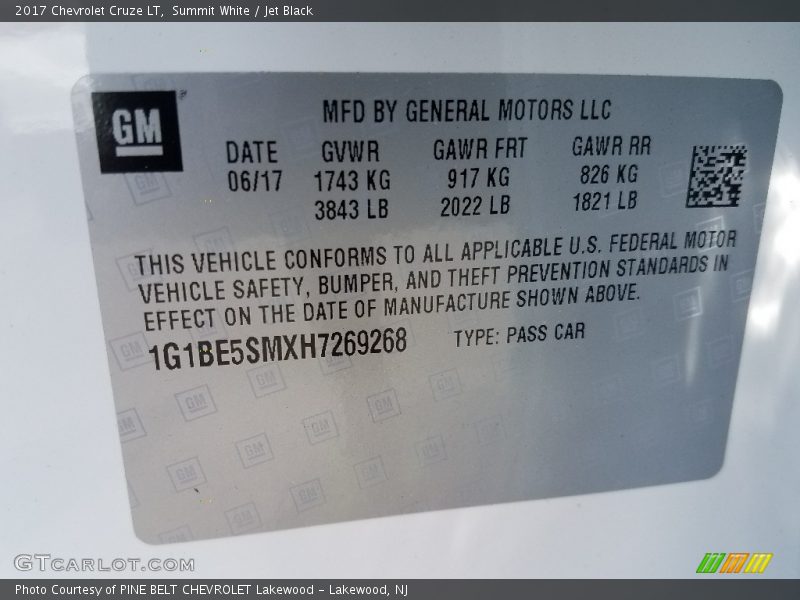 2017 Chevrolet Cruze LT, Summit White / Jet Black
GM
MFD BY GENERAL MOTORS LLC
DATE GVWR GAWR FRT GAWR RR
06/17 1743 KG 917 KG 826 KG
3843 LB 2022 LB 1821 LB
THIS VEHICLE CONFORMS TO ALL APPLICABLE U.S. FEDERAL MOTOR
VEHICLE SAFETY, BUMPER, AND THEFT PREVENTION STANDARDS IN
EFFECT ON THE DATE OF MANUFACTURE SHOWN ABOVE.
1G1BE5SMXH7269268 TYPE: PASS CAR
GTCARLOT.COM
Photo Courtesy of PINE BELT CHEVROLET Lakewood - Lakewood, NJ